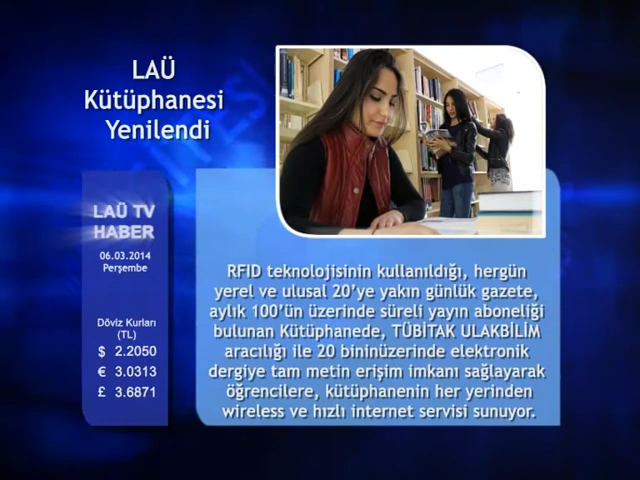 LAÜ
Kütüphanesi
Yenilendi
LAÜ TV
HABER
06.03.2014
Perşembe
Döviz Kurları
(TL)
$ 2.2050
€ 3.0313
£ 3.6871
RFID teknolojisinin kullanıldığı, hergün
yerel ve ulusal 20’ye yakın günlük gazete,
aylık 100’ün üzerinde süreli yayın aboneliği
bulunan Kütüphanede, TÜBİTAK ULAKBİLİM
aracılığı ile 20 bininüzerinde elektronik
dergiye tam metin erişim imkanı sağlayarak
öğrencilere, kütüphanenin her yerinden
wireless ve hızlı internet servisi sunuyor.